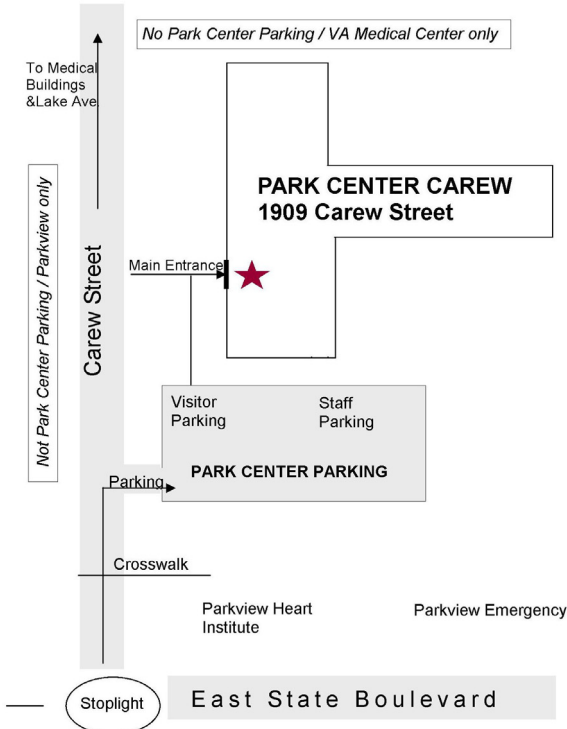 No Park Center Parking / VA Medical Center only
To Medical
Buildings
&Lake Ave.
PARK CENTER CAREW
1909 Carew Street
Not Park Center Parking / Parkview only
Carew Street
Main Entrance
Visitor
Parking
Staff
Parking
PARK CENTER PARKING
Parking
Crosswalk
Parkview Heart
Institute
Parkview Emergency
Stoplight
East State Boulevard